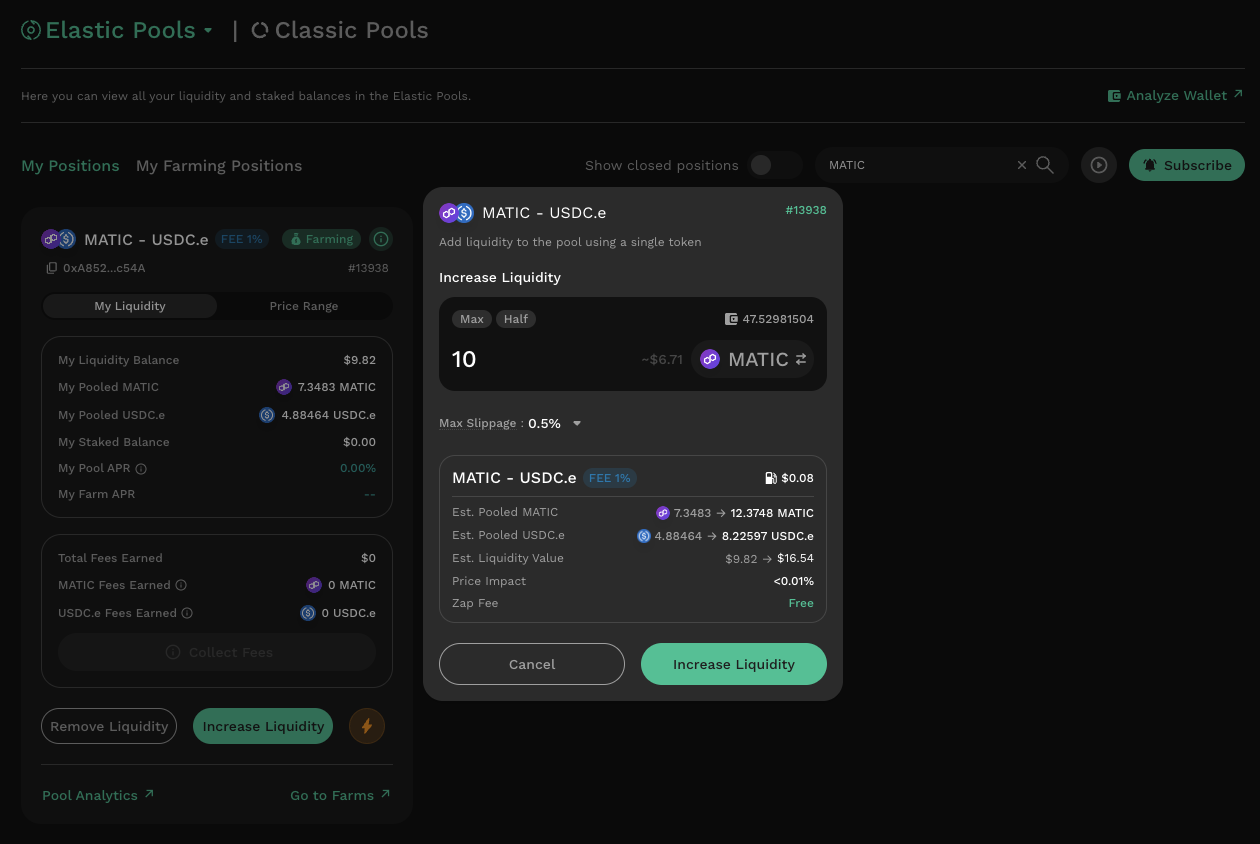 Elastic Pools | Classic Pools
Here you can view all your liquidity and staked balances in the Elastic Pools.
Analyze Wallet
My Positions My Farming Positions
Show closed positions
MATIC
Subscribe
MATIC - USDC.e FEE 1% Farming
0xA852...c54A #13938
My Liquidity Price Range
My Liquidity Balance $9.82
My Pooled MATIC 7.3483 MATIC
My Pooled USDC.e 4.88464 USDC.e
My Staked Balance $0.00
My Pool APR 0.00%
My Farm APR --
Total Fees Earned $0
MATIC Fees Earned 0 MATIC
USDC.e Fees Earned 0 USDC.e
Collect Fees
Remove Liquidity Increase Liquidity
Pool Analytics Go to Farms
MATIC - USDC.e #13938
Add liquidity to the pool using a single token
Increase Liquidity
Max Half 47.52981504
10 ~$6.71 MATIC
Max Slippage : 0.5%
MATIC - USDC.e FEE 1% $0.08
Est. Pooled MATIC 7.3483 → 12.3748 MATIC
Est. Pooled USDC.e 4.88464 → 8.22597 USDC.e
Est. Liquidity Value $9.82 → $16.54
Price Impact <0.01%
Zap Fee Free
Cancel Increase Liquidity